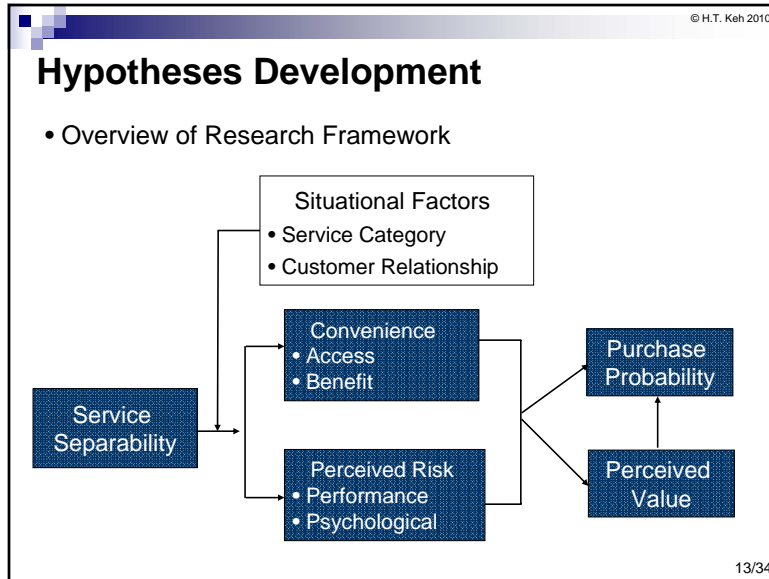 © H.T. Keh 2010
Hypotheses Development
• Overview of Research Framework
Situational Factors
• Service Category
• Customer Relationship
Convenience
• Access
• Benefit
Purchase
Probability
Service
Separability
Perceived Risk
• Performance
• Psychological
Perceived
Value
13/34